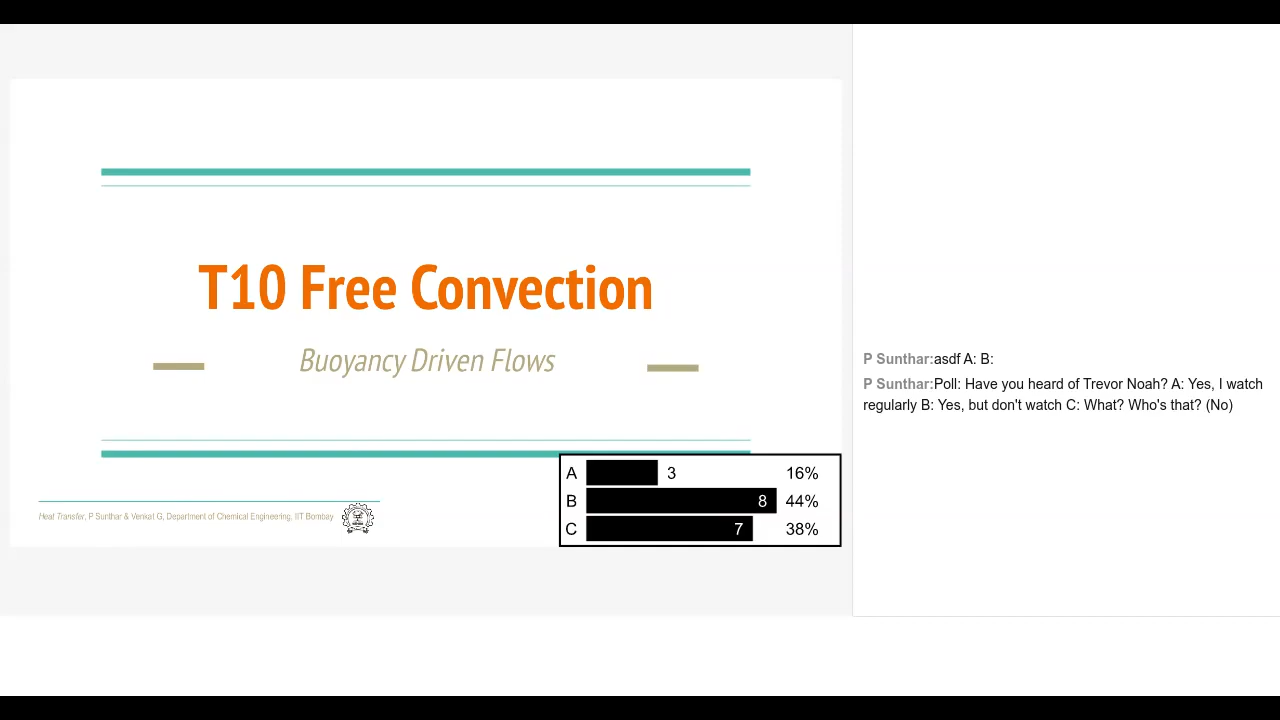 T10 Free Convection
Buoyancy Driven Flows
Heat Transfer, P Sunthar & Venkat G, Department of Chemical Engineering, IIT Bombay
A 3 16%
B 8 44%
C 7 38%
P Sunthar:asdf A: B:
P Sunthar:Poll: Have you heard of Trevor Noah? A: Yes, I watch
regularly B: Yes, but don't watch C: What? Who's that? (No)